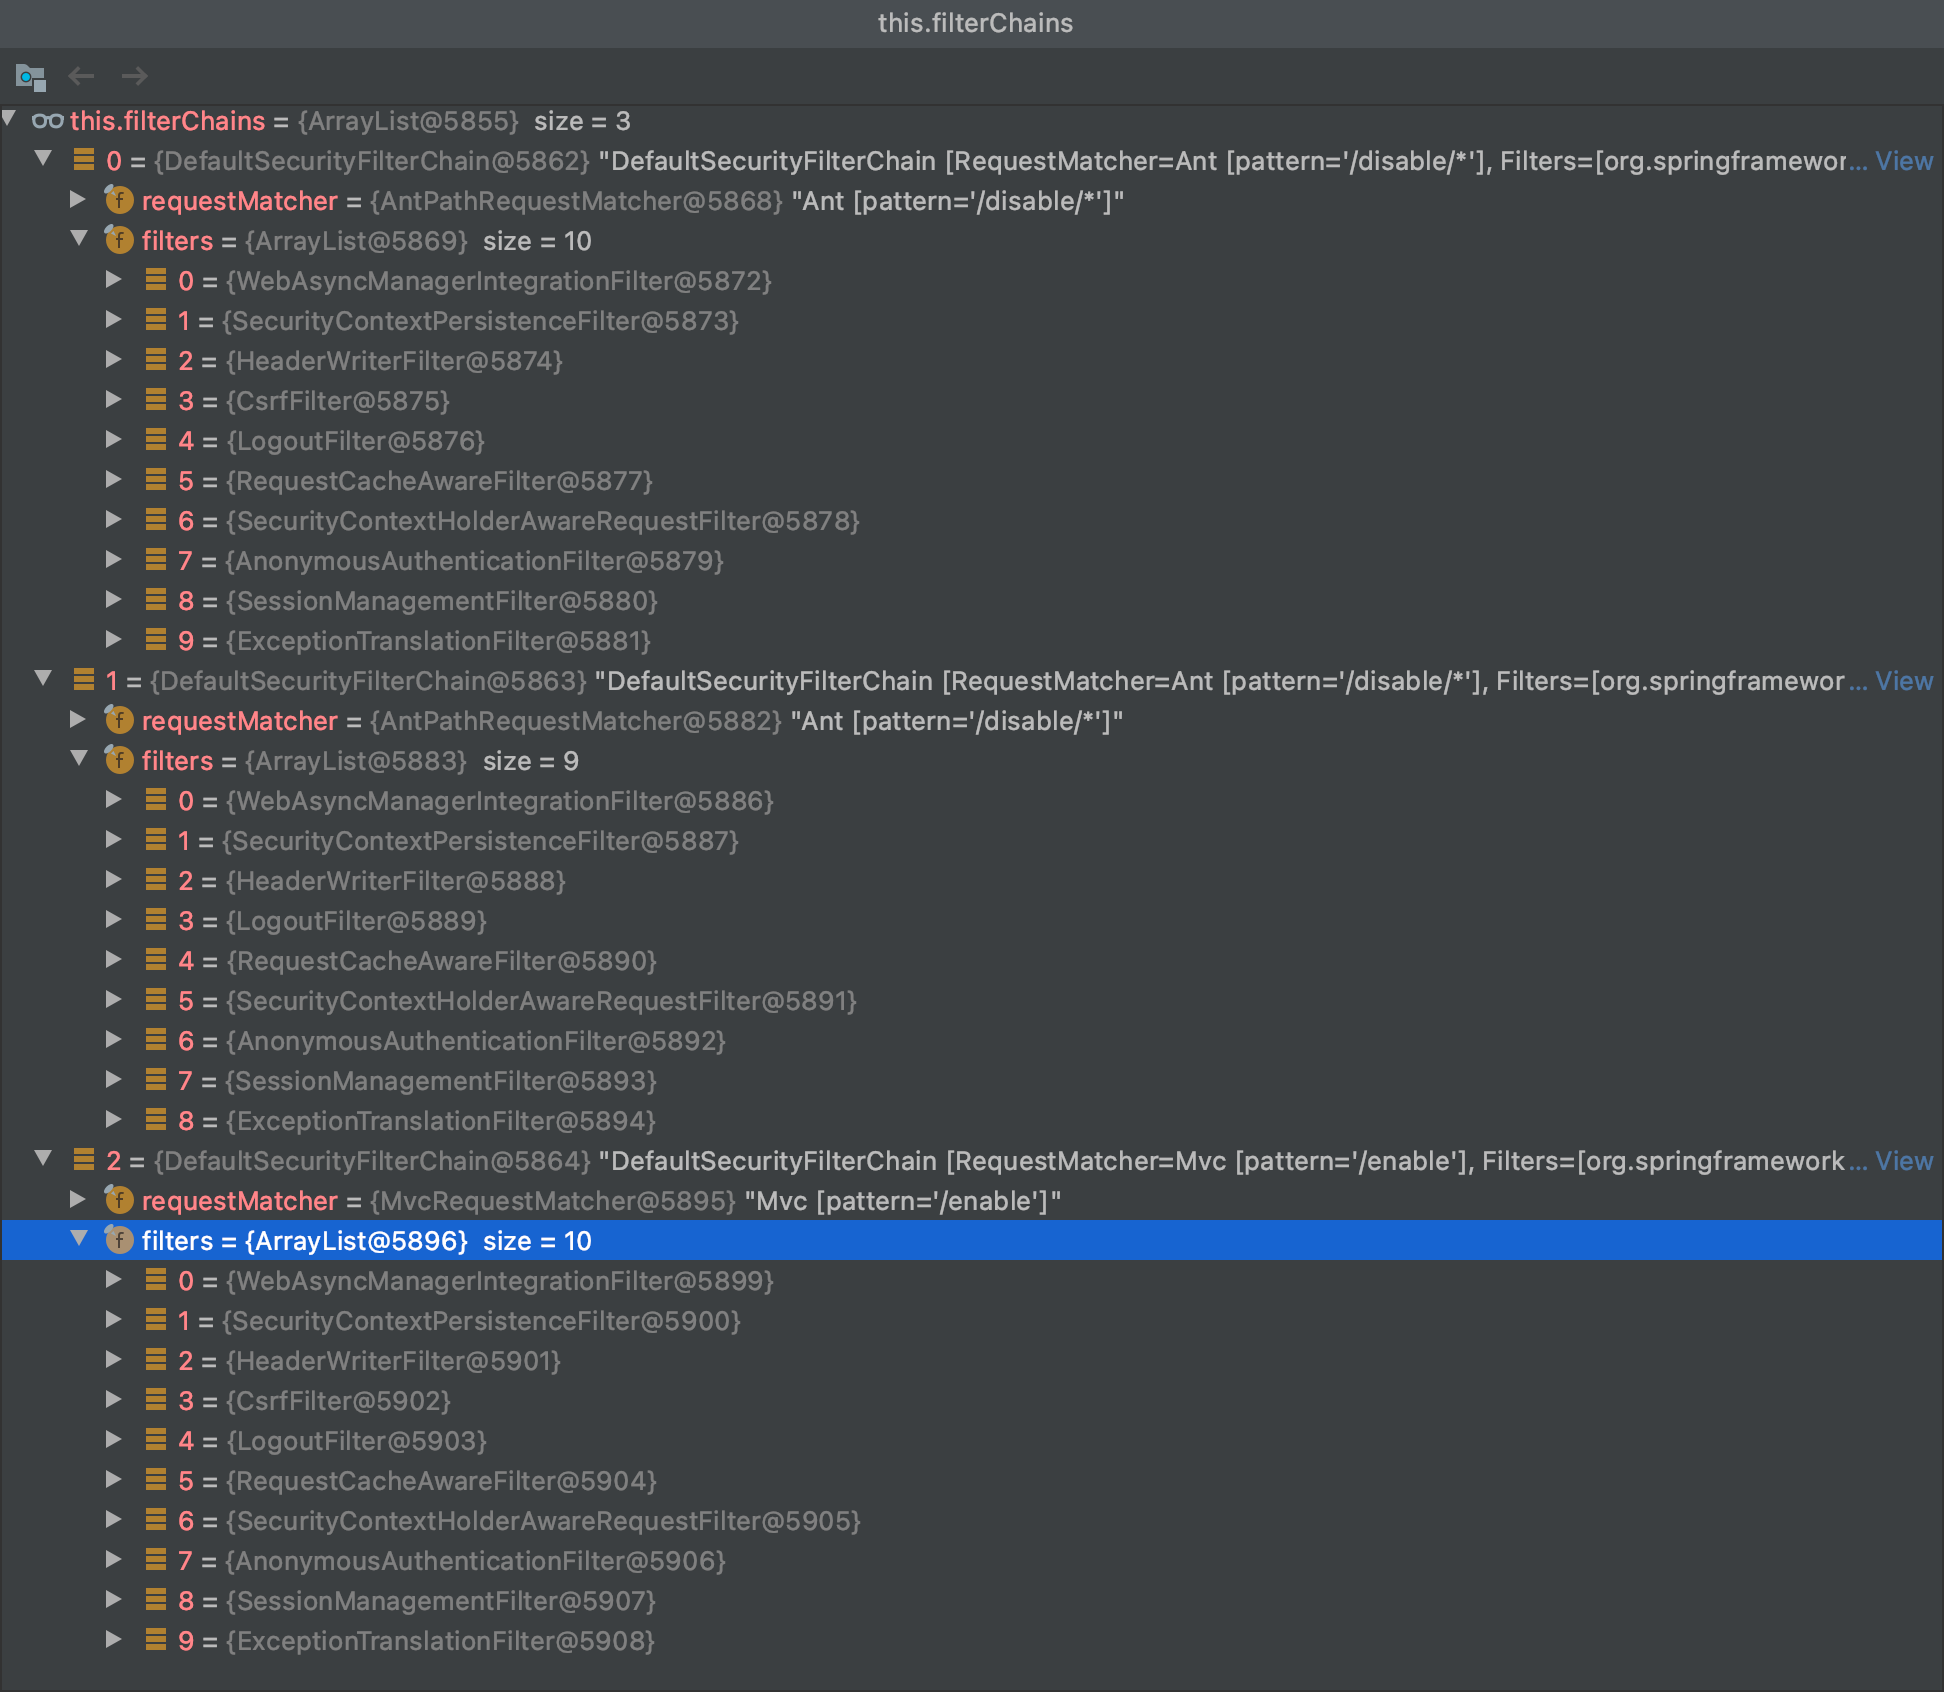 this.filterChains
this.filterChains = {ArrayList@5855} size = 3
0 = {DefaultSecurityFilterChain@5862} "DefaultSecurityFilterChain [RequestMatcher=Ant [pattern='/disable/*'], Filters=[org.springframewor... View
f requestMatcher = {AntPathRequestMatcher@5868} "Ant [pattern='/disable/*']"
f filters = {ArrayList@5869} size = 10
0 = {WebAsyncManagerIntegrationFilter@5872}
1 = {SecurityContextPersistenceFilter@5873}
2 = {HeaderWriterFilter@5874}
3 = {CsrfFilter@5875}
4 = {LogoutFilter@5876}
5 = {RequestCacheAwareFilter@5877}
6 = {SecurityContextHolderAwareRequestFilter@5878}
7 = {AnonymousAuthenticationFilter@5879}
8 = {SessionManagementFilter@5880}
9 = {ExceptionTranslationFilter@5881}
1 = {DefaultSecurityFilterChain@5863} "DefaultSecurityFilterChain [RequestMatcher=Ant [pattern='/disable/*'], Filters=[org.springframewor ... View
f requestMatcher = {AntPathRequestMatcher@5882} "Ant [pattern='/disable/*']"
f filters = {ArrayList@5883} size = 9
0 = {WebAsyncManagerIntegrationFilter@5886}
1 = {SecurityContextPersistenceFilter@5887}
2 = {HeaderWriterFilter@5888}
3 = {LogoutFilter@5889}
4 = {RequestCacheAwareFilter@5890}
5 = {SecurityContextHolderAwareRequestFilter@5891}
6 = {AnonymousAuthenticationFilter@5892}
7 = {SessionManagementFilter@5893}
8 = {ExceptionTranslationFilter@5894}
2 = {DefaultSecurityFilterChain@5864} "DefaultSecurityFilterChain [RequestMatcher=Mvc [pattern='/enable'], Filters=[org.springframework... View
f requestMatcher = {MvcRequestMatcher@5895} "Mvc [pattern='/enable']"
f filters = {ArrayList@5896} size = 10
0 = {WebAsyncManagerIntegrationFilter@5899}
1 = {SecurityContextPersistenceFilter@5900}
2 = {HeaderWriterFilter@5901}
3 = {CsrfFilter@5902}
4 = {LogoutFilter@5903}
5 = {RequestCacheAwareFilter@5904}
6 = {SecurityContextHolderAwareRequestFilter@5905}
7 = {AnonymousAuthenticationFilter@5906}
8 = {SessionManagementFilter@5907}
9 = {ExceptionTranslationFilter@5908}